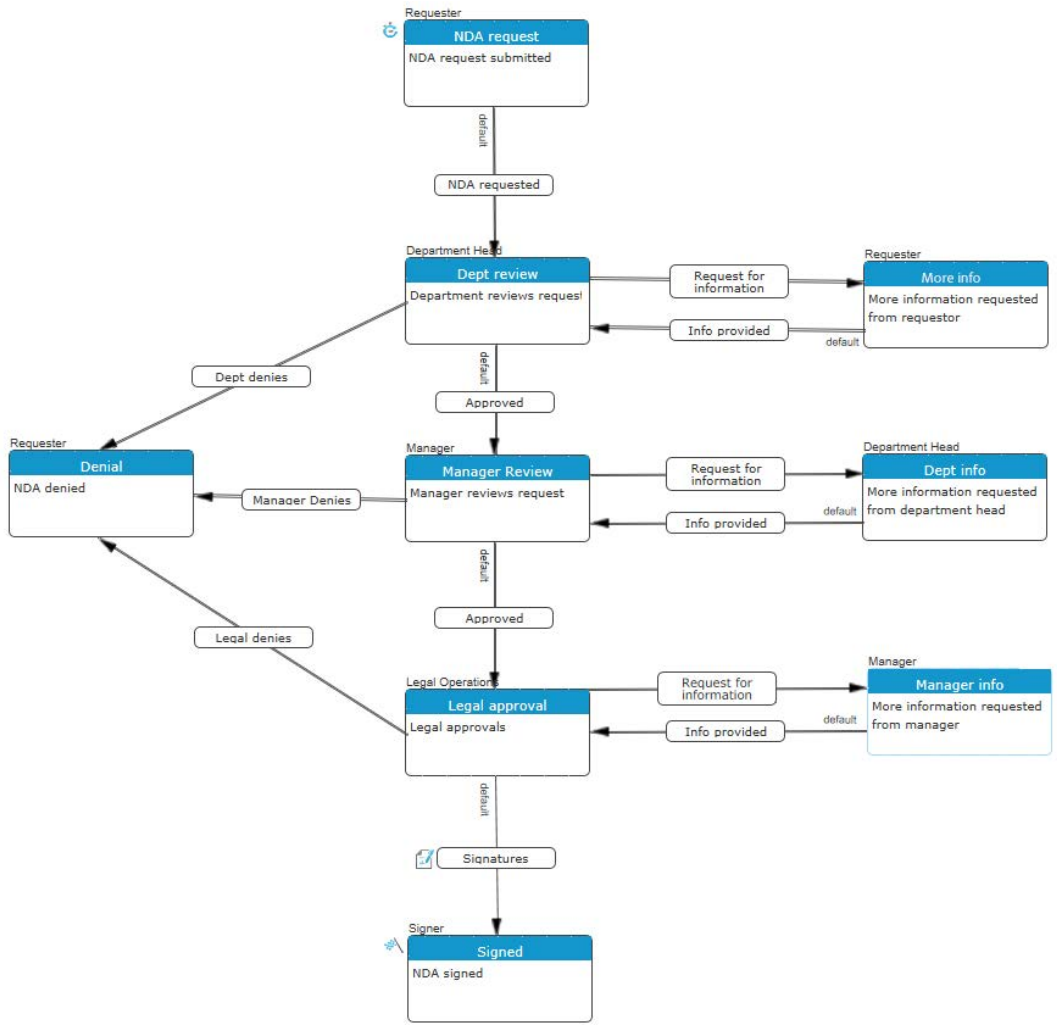 Requester
NDA request
NDA request submitted
default
NDA requested
Department Head
Dept review
Department reviews request
Request for
information
Info provided
Requester
More info
More information requested
from requestor
default
Dept denies
default
Approved
Requester
Denial
NDA denied
Manager Denies
Manager
Manager Review
Manager reviews request
Request for
information
Info provided
Department Head
Dept info
More information requested
from department head
default
default
Approved
Legal denies
Legal Operations
Legal approval
Legal approvals
Request for
information
Info provided
Manager
Manager info
More information requested
from manager
default
default
Signatures
Signer
Signed
NDA signed